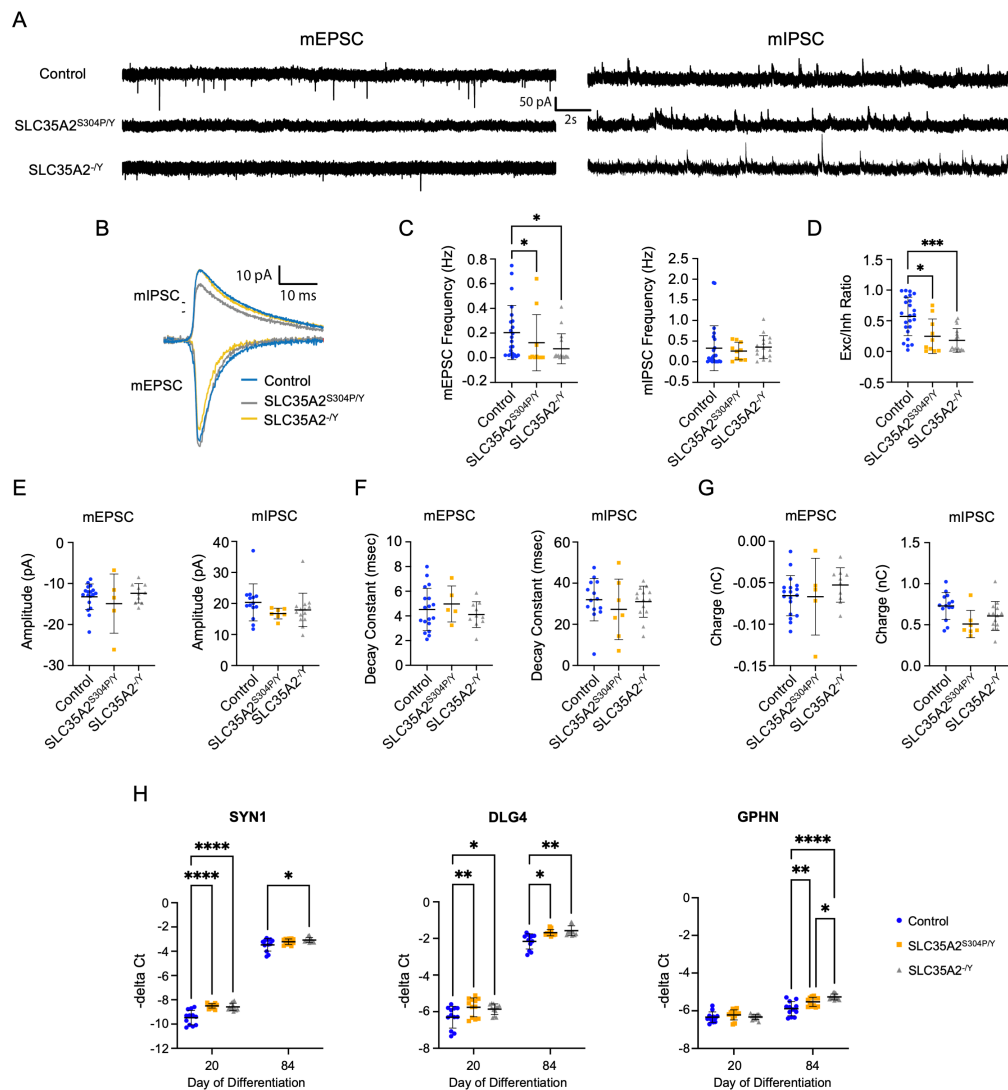 A
mEPSC
mIPSC
Control
SLC35A2S304P/Y
SLC35A2-/Y
50 pA
2s
B
10 pA
10 ms
mIPSC
mEPSC
Control
SLC35A2S304P/Y
SLC35A2-/Y
C
mEPSC Frequency (Hz)
0.8
0.6
0.4
0.2
0.0
-0.2
*
*
Control
SLC35A2S304P/Y
SLC35A2-/Y
mIPSC Frequency (Hz)
2.5
2.0
1.5
1.0
0.5
0.0
-0.5
Control
SLC35A2S304P/Y
SLC35A2-/Y
D
Exc/Inh Ratio
1.5
1.0
0.5
0.0
-0.5
***
*
Control
SLC35A2S304P/Y
SLC35A2-/Y
E
mEPSC
Amplitude (pA)
0
-10
-20
-30
Control
SLC35A2S304P/Y
SLC35A2-/Y
mIPSC
Amplitude (pA)
40
30
20
10
0
Control
SLC35A2S304P/Y
SLC35A2-/Y
F
mEPSC
Decay Constant (msec)
10
8
6
4
2
0
Control
SLC35A2S304P/Y
SLC35A2-/Y
mIPSC
Decay Constant (msec)
60
40
20
0
Control
SLC35A2S304P/Y
SLC35A2-/Y
G
mEPSC
Charge (nC)
0.00
-0.05
-0.10
-0.15
Control
SLC35A2S304P/Y
SLC35A2-/Y
mIPSC
Charge (nC)
1.5
1.0
0.5
0.0
Control
SLC35A2S304P/Y
SLC35A2-/Y
H
SYN1
-delta Ct
0
-2
-4
-6
-8
-10
-12
****
****
*
20
84
Day of Differentiation
DLG4
-delta Ct
0
-2
-4
-6
-8
*
**
**
*
20
84
Day of Differentiation
GPHN
-delta Ct
0
-2
-4
-6
-8
****
**
*
20
84
Day of Differentiation
Control
SLC35A2S304P/Y
SLC35A2-/Y